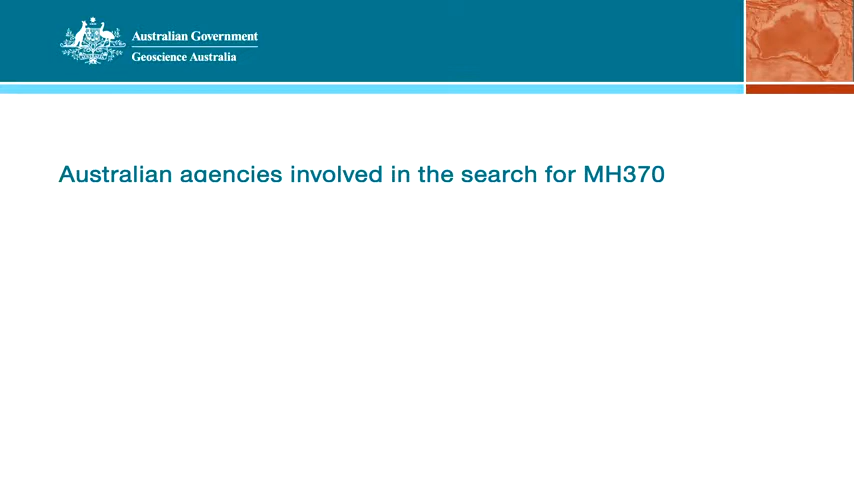 Australian Government
Geoscience Australia
Australian agencies involved in the search for MH370